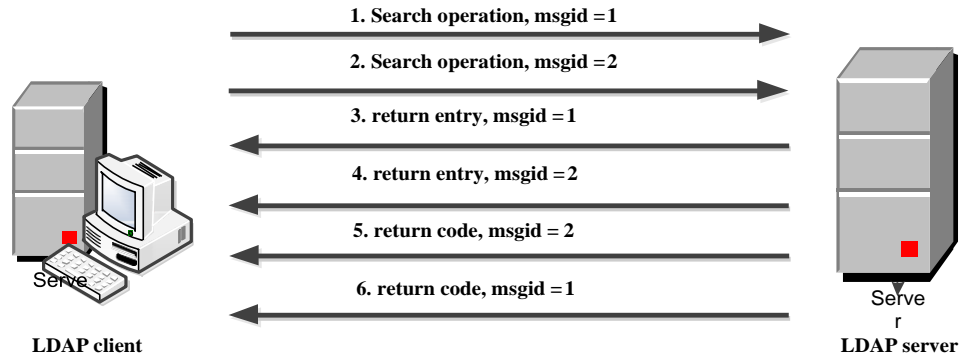 1. Search operation, msgid =1
2. Search operation, msgid =2
3. return entry, msgid =1
4. return entry, msgid =2
5. return code, msgid = 2
6. return code, msgid =1
Serve
LDAP client
Serve
r
LDAP server